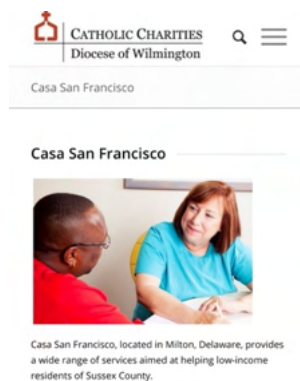 CATHOLIC CHARITIES
Diocese of Wilmington
Casa San Francisco
Casa San Francisco
Casa San Francisco, located in Milton, Delaware, provides
a wide range of services aimed at helping low-income
residents of Sussex County.